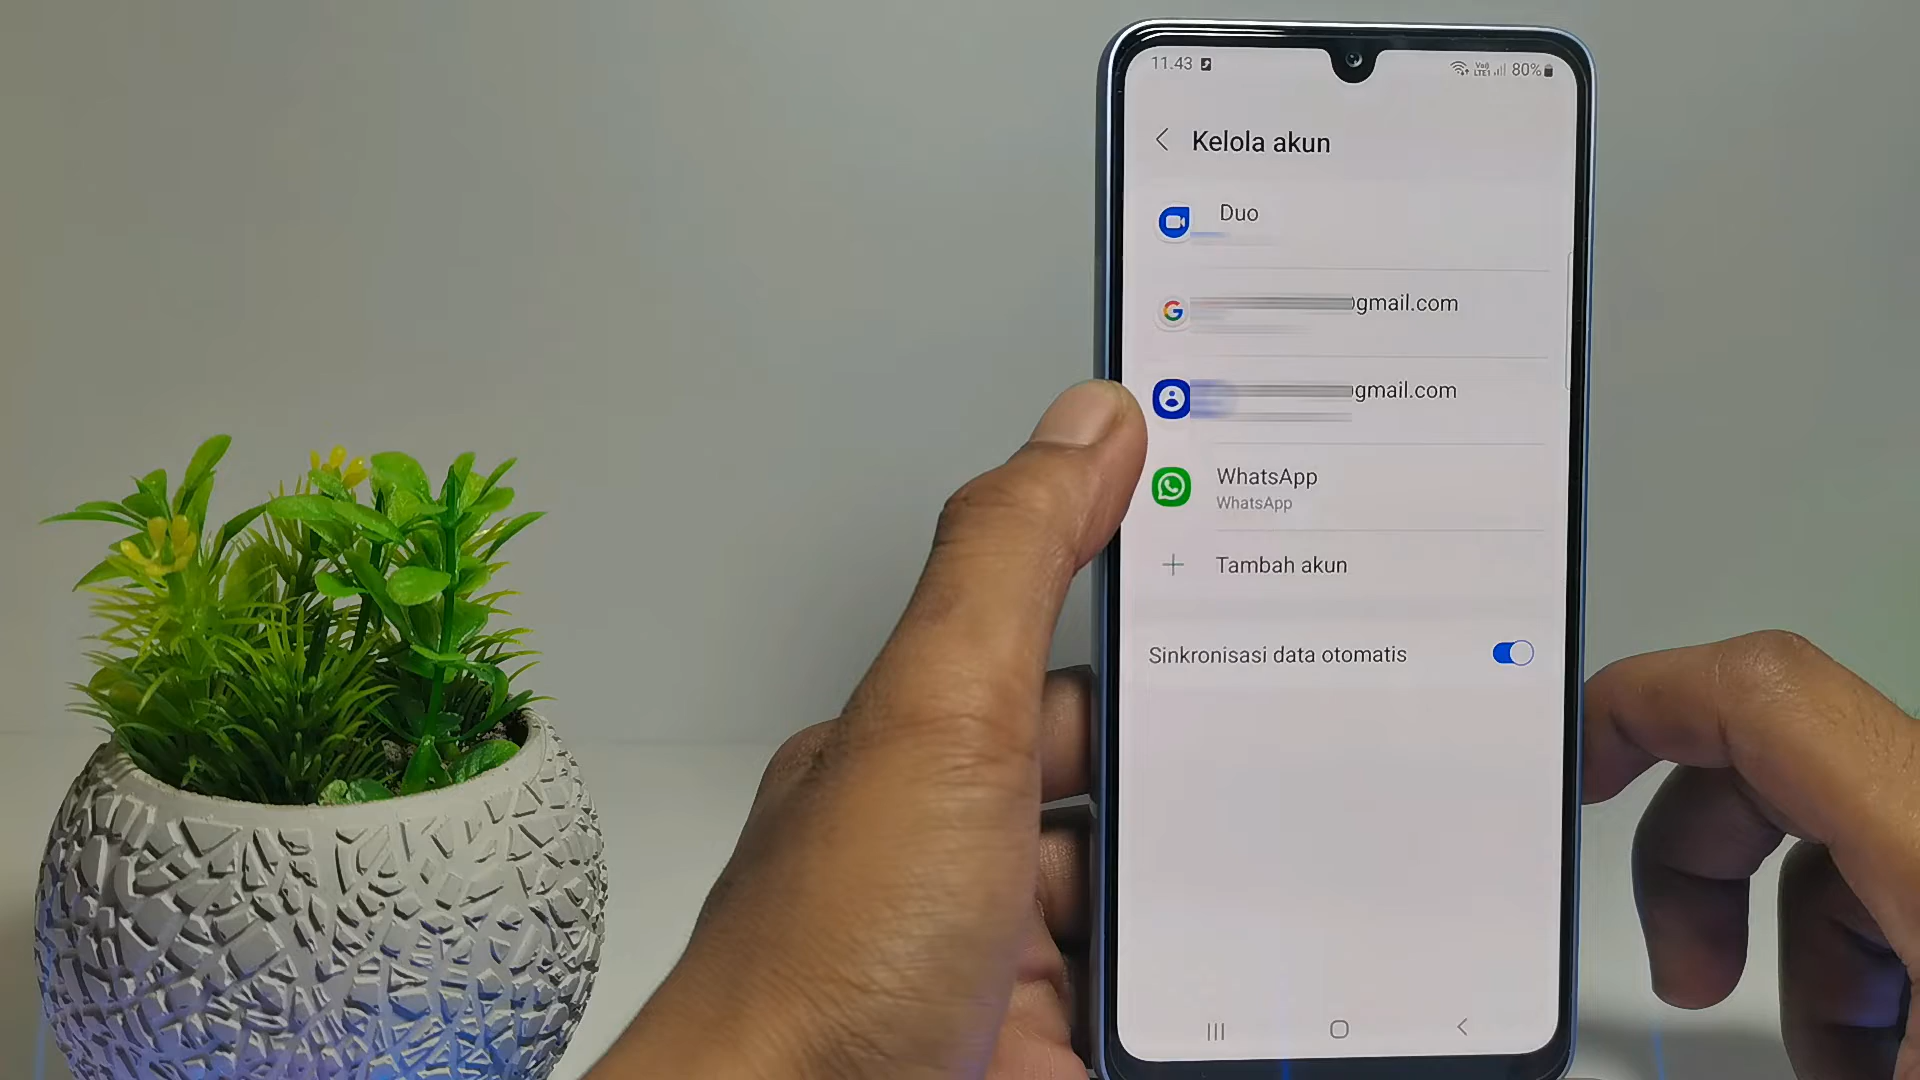 11.43
80%
Kelola akun
Duo
@gmail.com
@gmail.com
WhatsApp
WhatsApp
Tambah akun
Sinkronisasi data otomatis